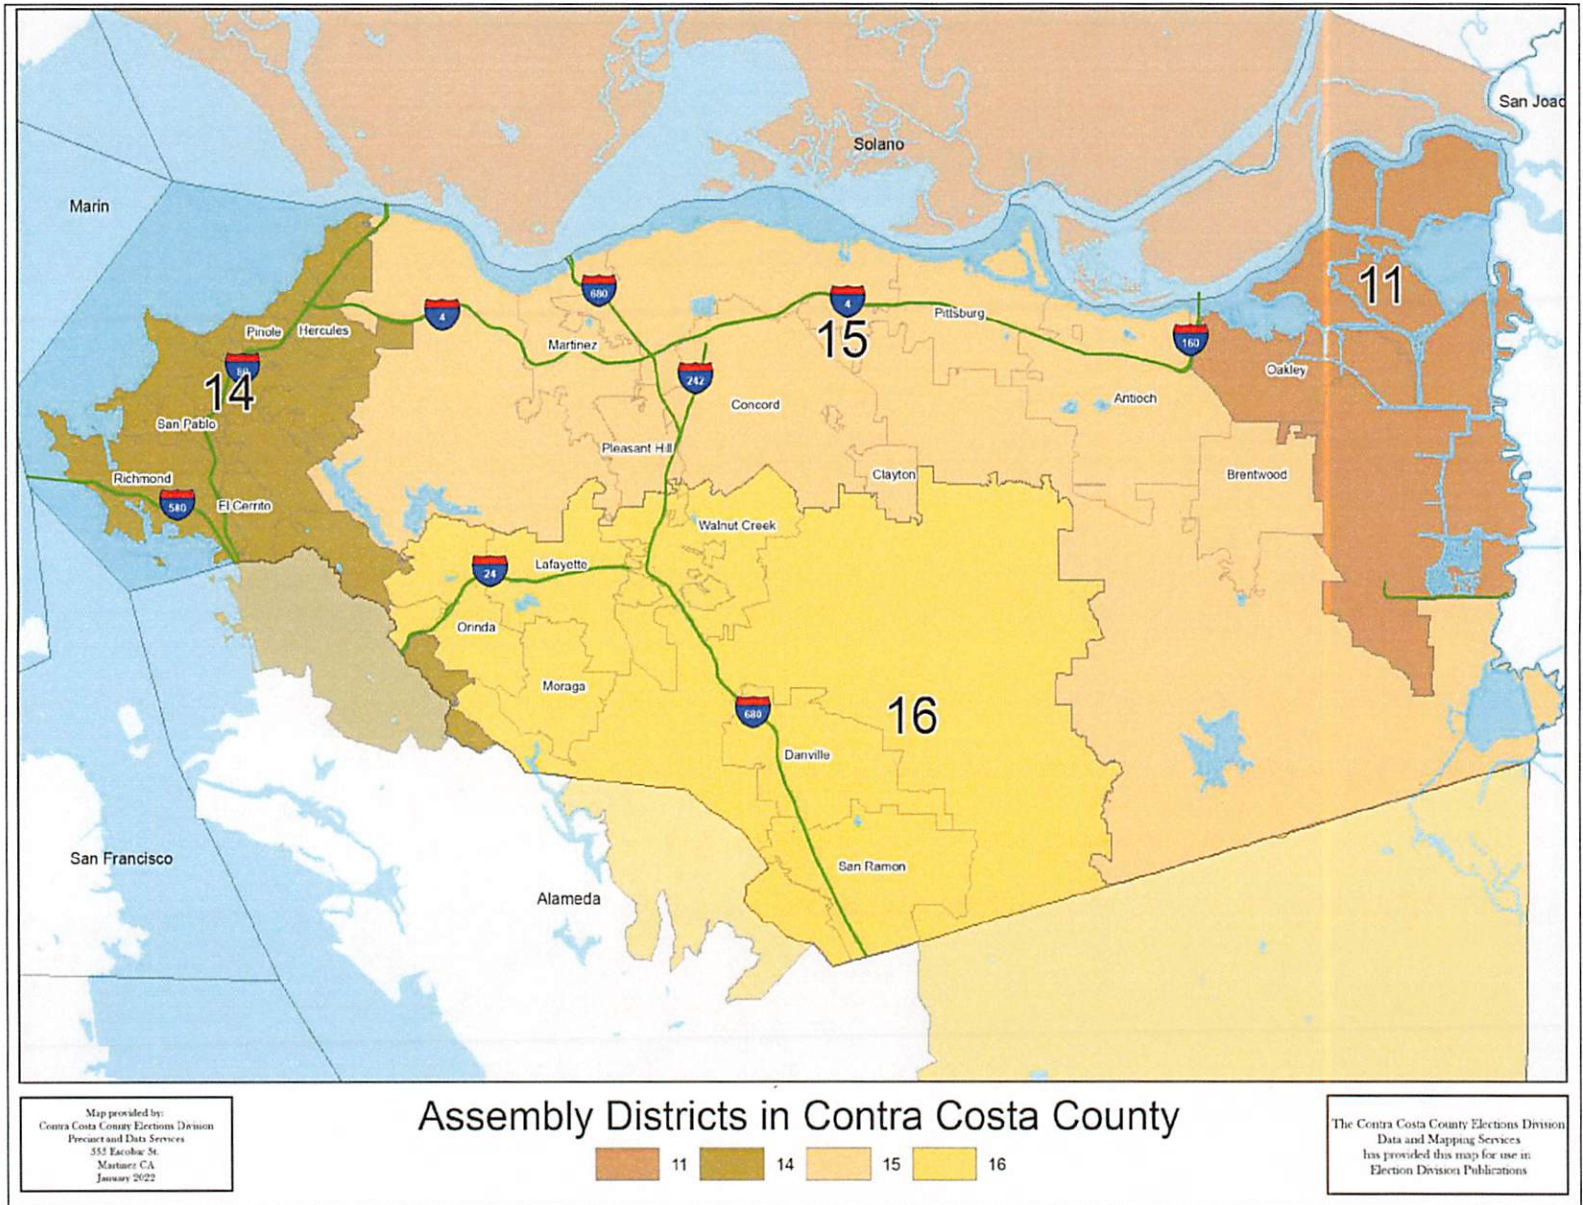 San Joac
Solano
Marin
11
680
4
4
Pinole
Hercules
Pittsburg
Martinez
15
160
80
14
242
Oakley
San Pablo
Concord
Antioch
Pleasant Hill
Richmond
Clayton
Brentwood
580
El Cerrito
Walnut Creek
24
Lafayette
Orinda
Moraga
680
16
Danville
San Francisco
San Ramon
Alameda
Assembly Districts in Contra Costa County
11
14
15
16
Map provided by:
Contra Costa County Elections Division
Precinct and Data Services
555 Escobar St.
Martinez CA
January 2022
The Contra Costa County Elections Division
Data and Mapping Services
has provided this map for use in
Election Division Publications